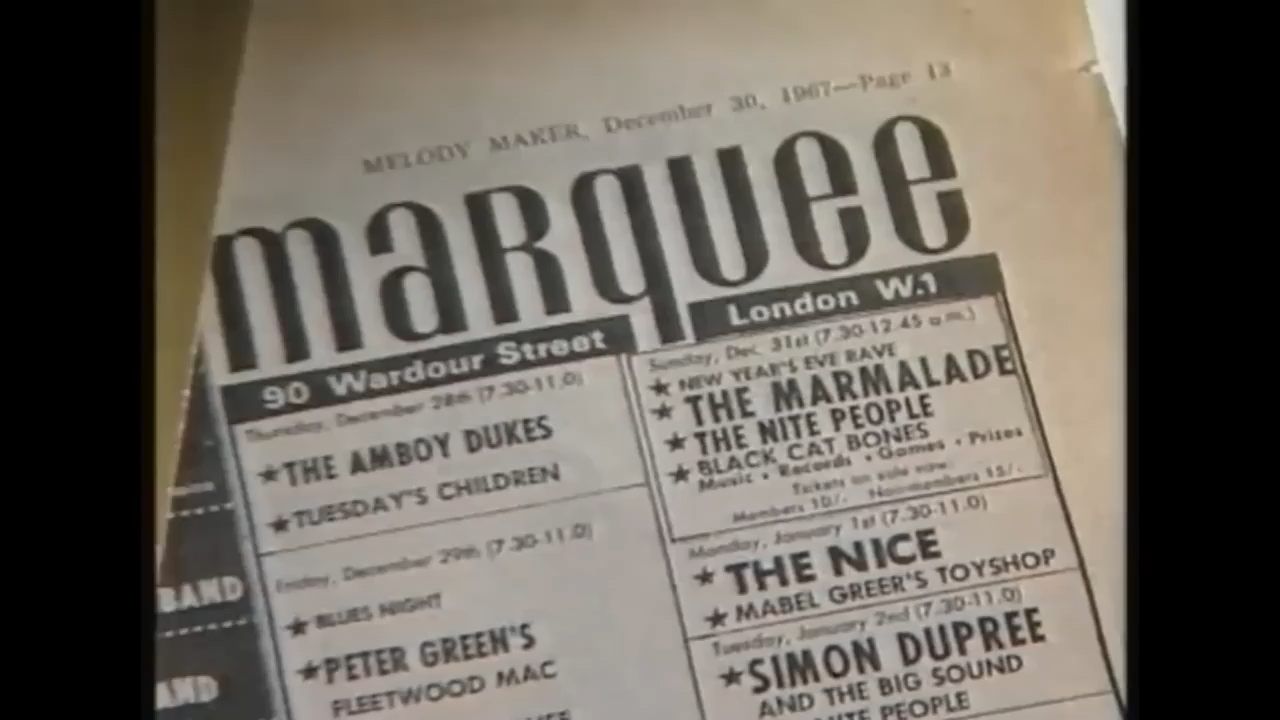 MELODY MAKER, December 30, 1967—Page 13
marquee
90 Wardour Street
Thursday, December 28th (7.30-11.0)
★THE AMBOY DUKES
★TUESDAY'S CHILDREN
Friday, December 29th (7.30-11.0)
★BLUES NIGHT
★PETER GREEN'S
FLEETWOOD MAC
London W.1
Sunday, Dec. 31st (7.30-12.45 a.m.)
★ NEW YEAR'S EVE RAVE
★ THE MARMALADE
★ THE NITE PEOPLE
★ BLACK CAT BONES
Music • Records • Games • Prizes
Tickets on sale now:
Members 10/-. Non-members 15/-.
Monday, January 1st (7.30-11.0)
★ THE NICE
★ MABEL GREER'S TOYSHOP
Tuesday, January 2nd (7.30-11.0)
★SIMON DUPREE
AND THE BIG SOUND
PEOPLE
BAND